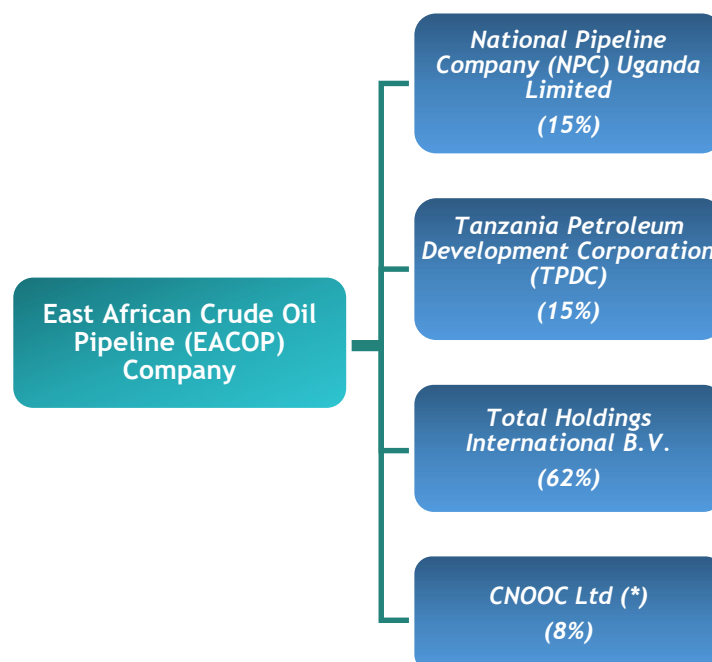 National Pipeline
Company (NPC) Uganda
Limited
(15%)
Tanzania Petroleum
Development Corporation
(TPDC)
(15%)
East African Crude Oil
Pipeline (EACOP)
Company
Total Holdings
International B.V.
(62%)
CNOOC Ltd (*)
(8%)